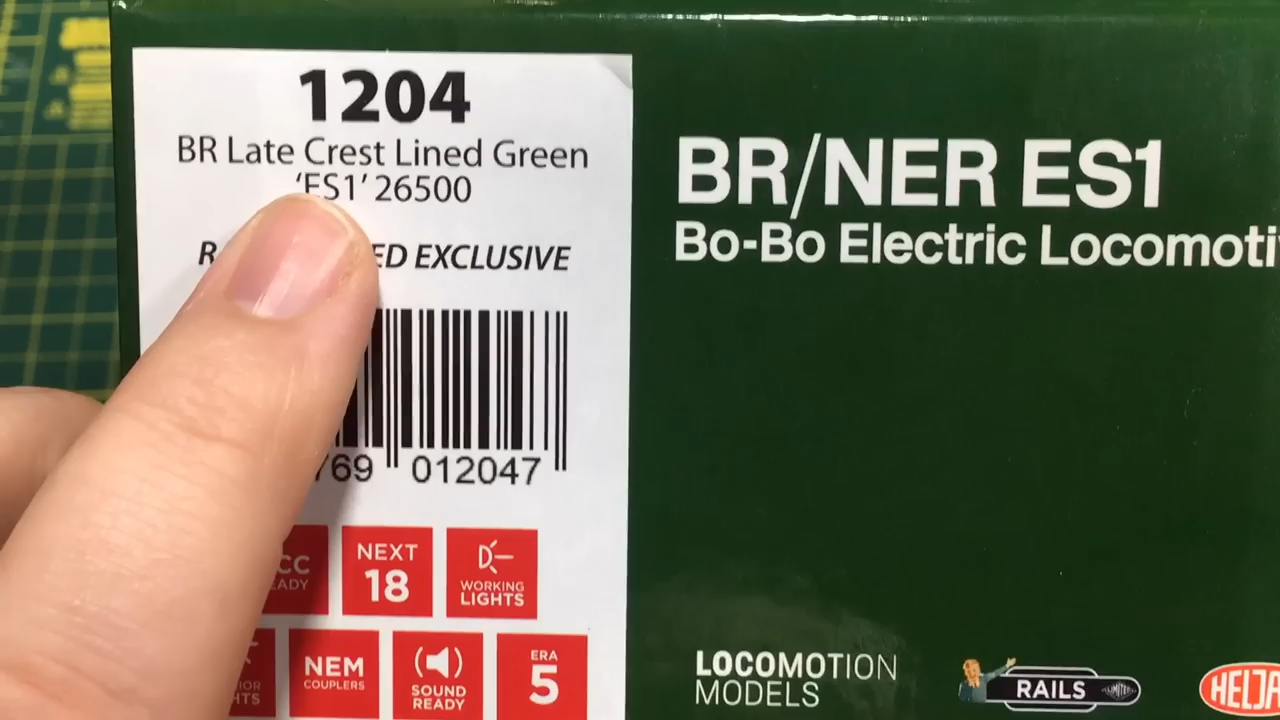 1204
BR Late Crest Lined Green
'ES1' 26500
ED EXCLUSIVE
769 012047
NEXT
18
WORKING
LIGHTS
NEM
COUPLERS
SOUND
READY
ERA
5
BR/NER ES1
Bo-Bo Electric
LOCOMOTION
MODELS
RAILS
LIMITED